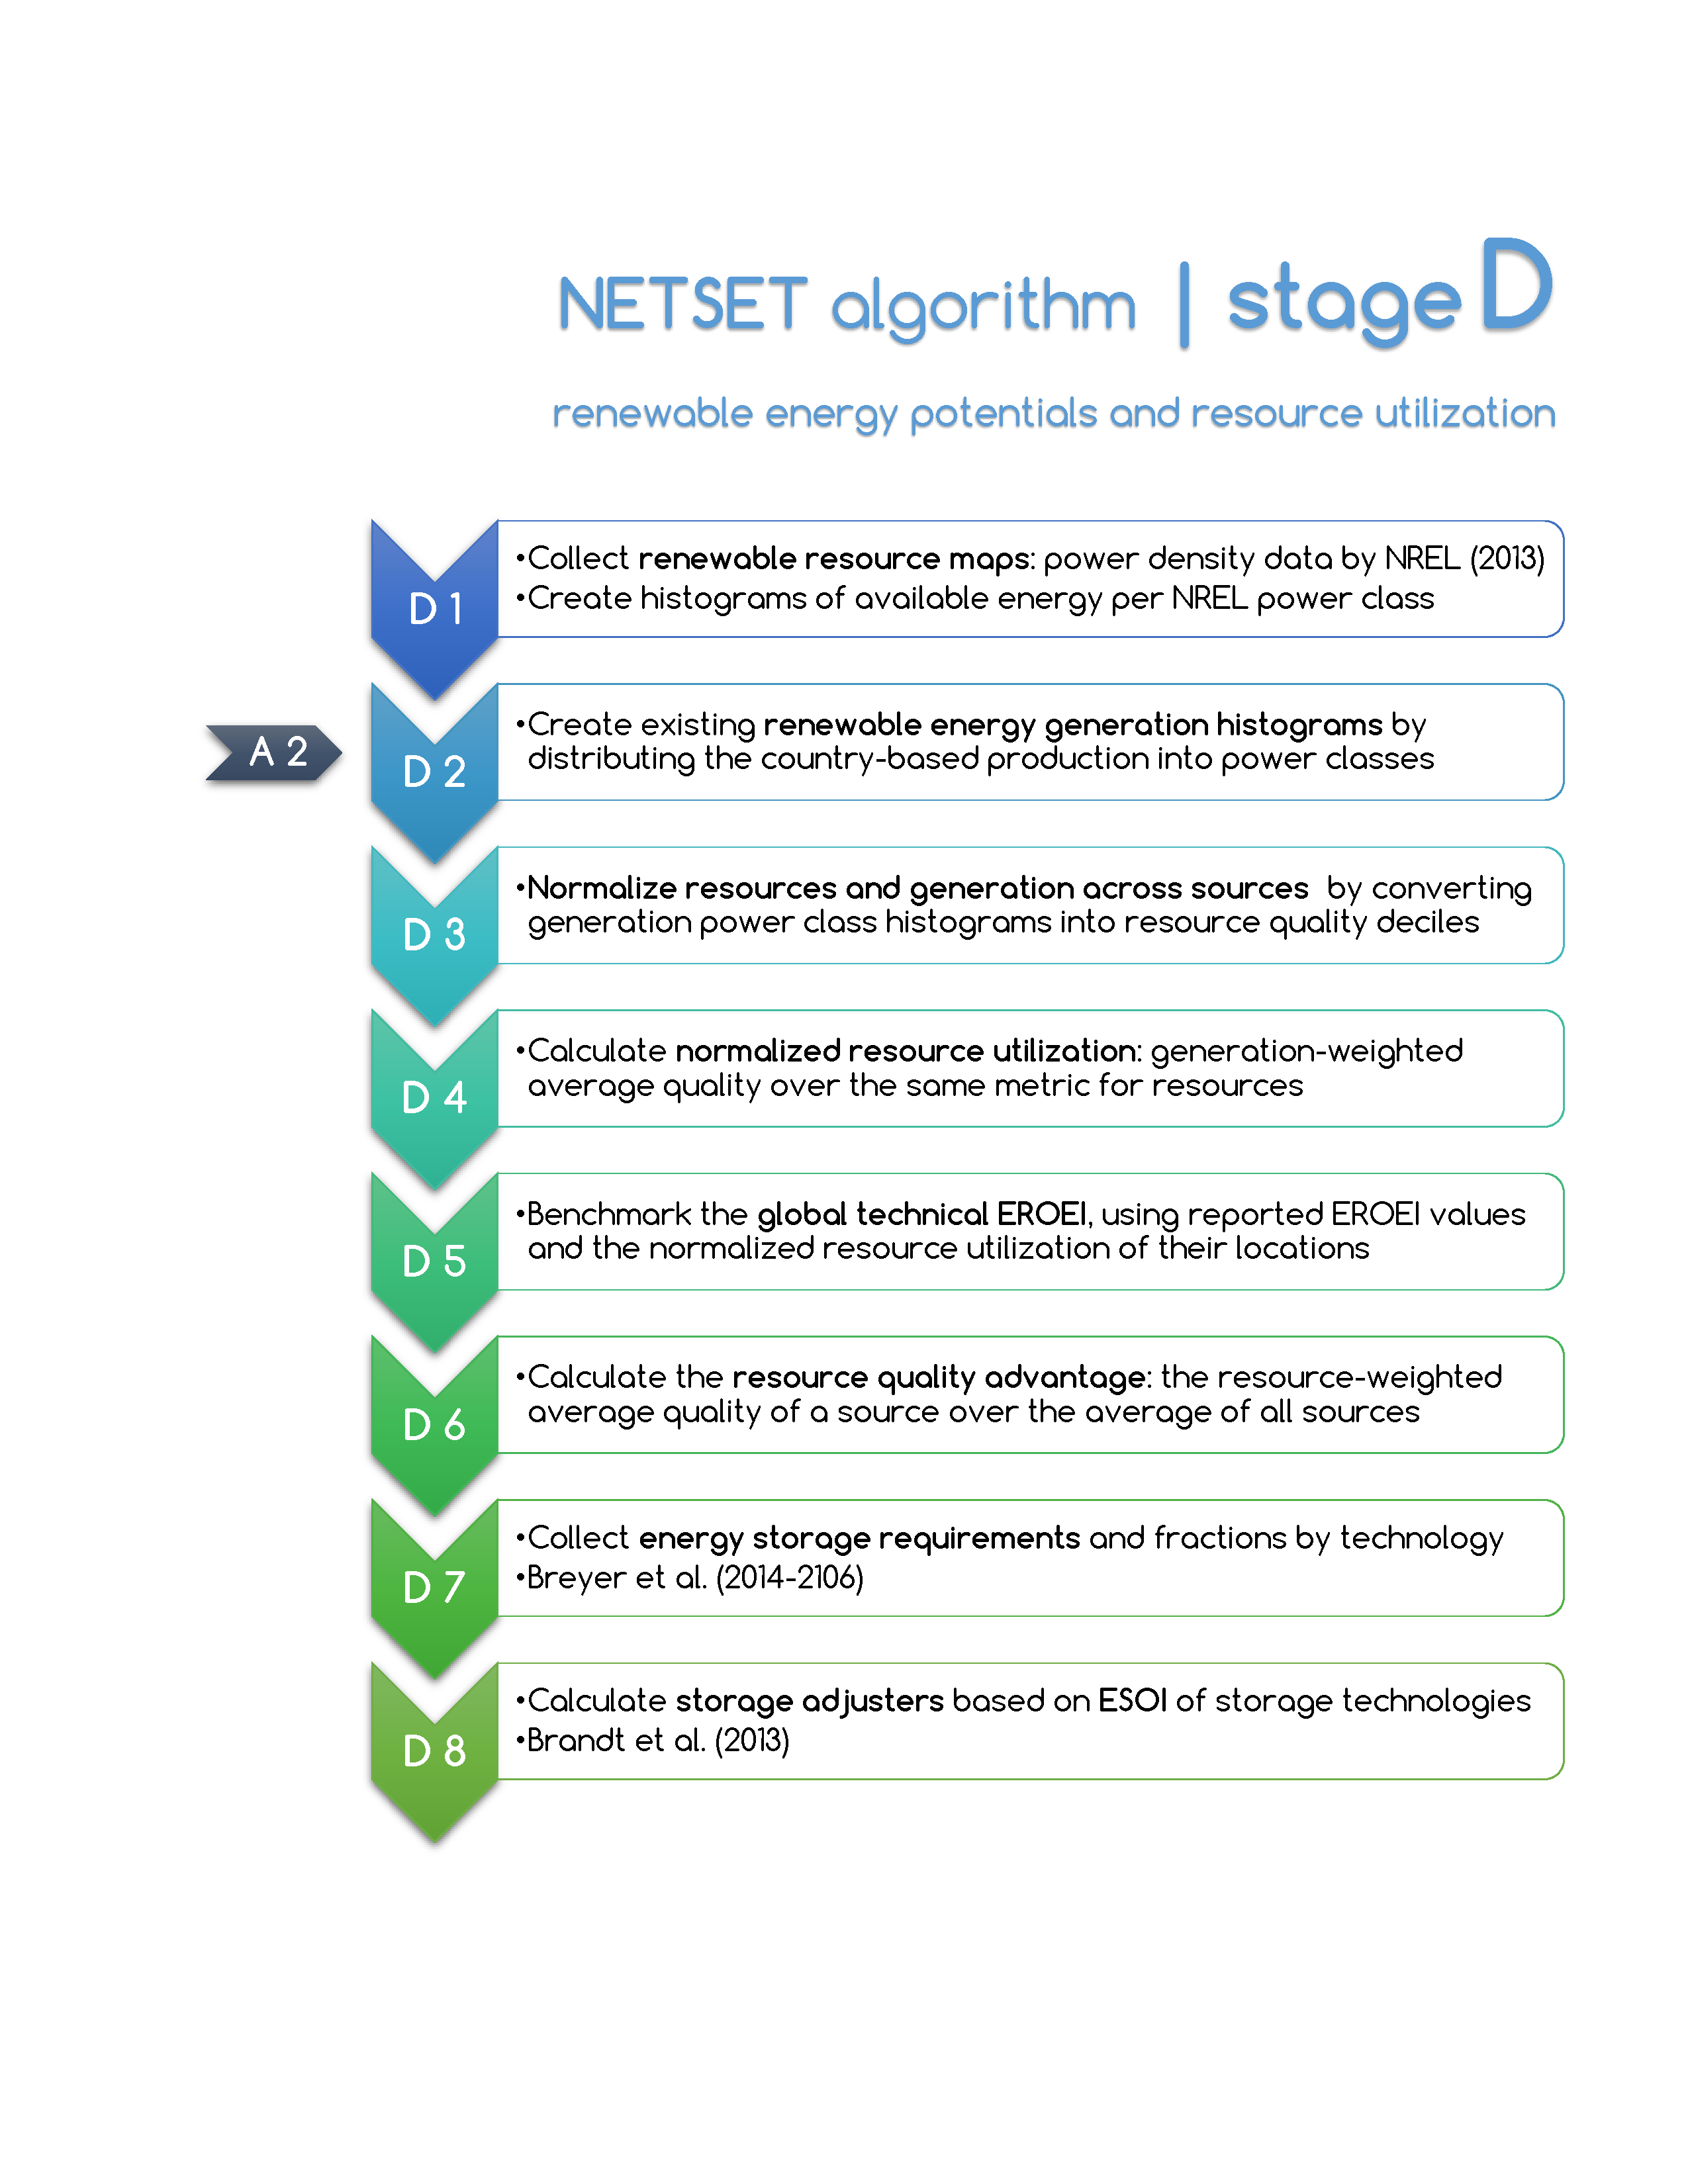 NETSET algorithm | stage D
renewable energy potentials and resource utilization
D 1
•Collect renewable resource maps: power density data by NREL (2013)
•Create histograms of available energy per NREL power class
A 2
D 2
•Create existing renewable energy generation histograms by
distributing the country-based production into power classes
D 3
•Normalize resources and generation across sources by converting
generation power class histograms into resource quality deciles
D 4
•Calculate normalized resource utilization: generation-weighted
average quality over the same metric for resources
D 5
•Benchmark the global technical EROEI, using reported EROEI values
and the normalized resource utilization of their locations
D 6
•Calculate the resource quality advantage: the resource-weighted
average quality of a source over the average of all sources
D 7
•Collect energy storage requirements and fractions by technology
•Breyer et al. (2014-2106)
D 8
•Calculate storage adjusters based on ESOI of storage technologies
•Brandt et al. (2013)